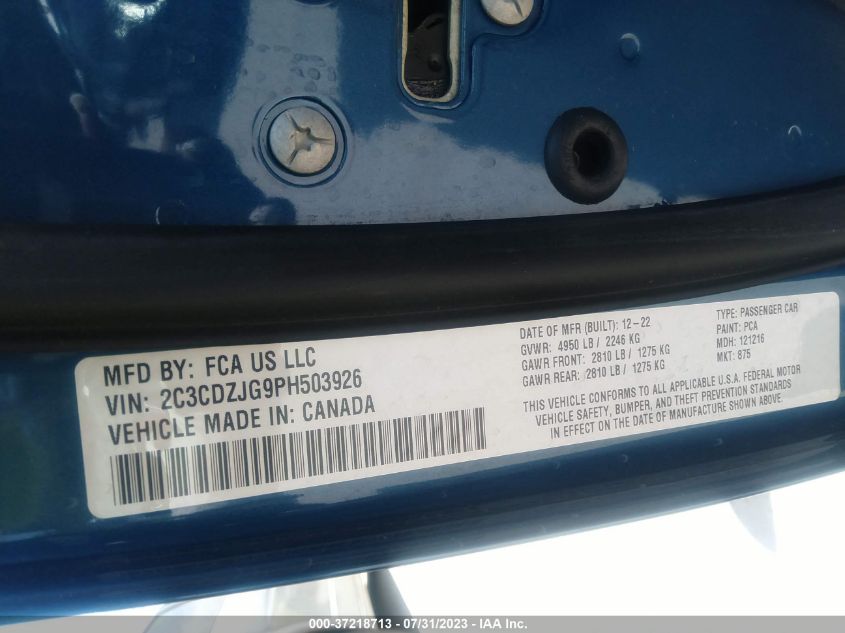 MFD BY: FCA US LLC
VIN: 2C3CDZJG9PH503926
VEHICLE MADE IN: CANADA
DATE OF MFR (BUILT): 12-22
GVWR: 4950 LB / 2246 KG
GAWR FRONT: 2810 LB / 1275 KG
GAWR REAR: 2810 LB / 1275 KG
TYPE: PASSENGER CAR
PAINT: PCA
MDH: 121216
MKT: 875
THIS VEHICLE CONFORMS TO ALL APPLICABLE U.S.A. FEDERAL MOTOR
VEHICLE SAFETY, BUMPER, AND THEFT PREVENTION STANDARDS
IN EFFECT ON THE DATE OF MANUFACTURE SHOWN ABOVE.
000-37218713 - 07/31/2023 - IAA Inc.